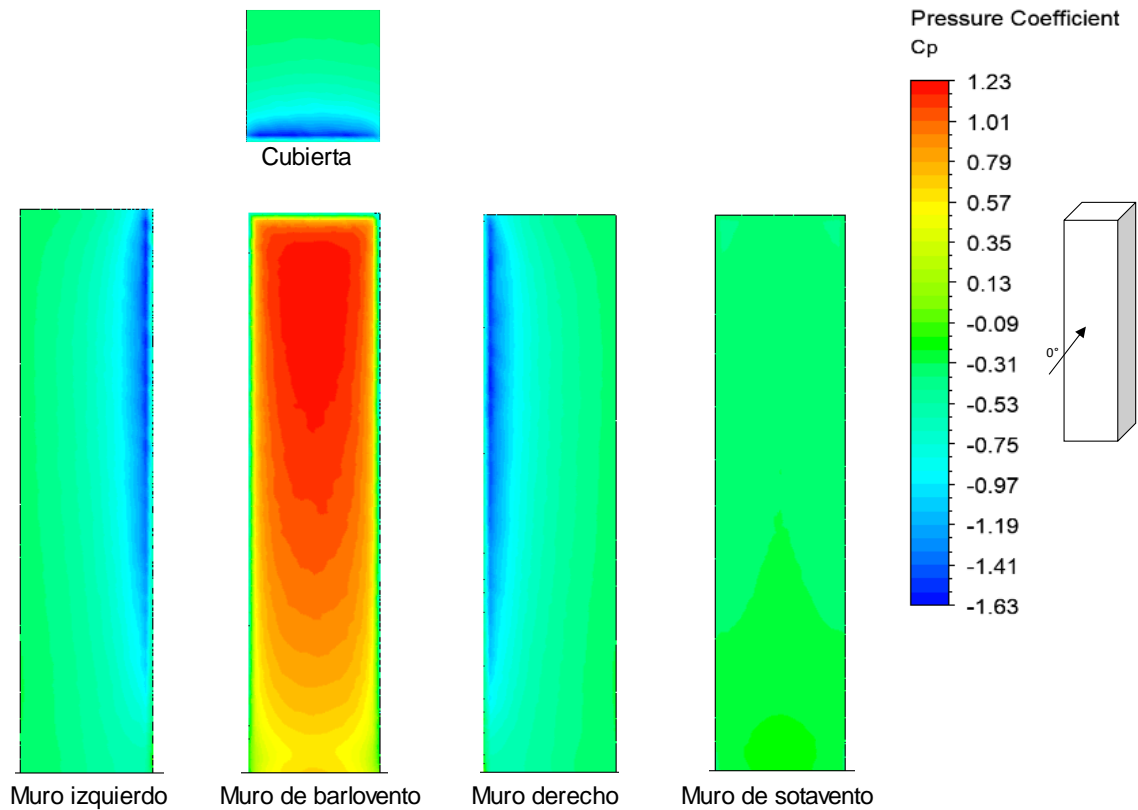 Pressure Coefficient
Cp
1.23
1.01
0.79
0.57
0.35
0.13
-0.09
-0.31
-0.53
-0.75
-0.97
-1.19
-1.41
-1.63
Cubierta
0°
Muro izquierdo
Muro de barlovento
Muro derecho
Muro de sotavento